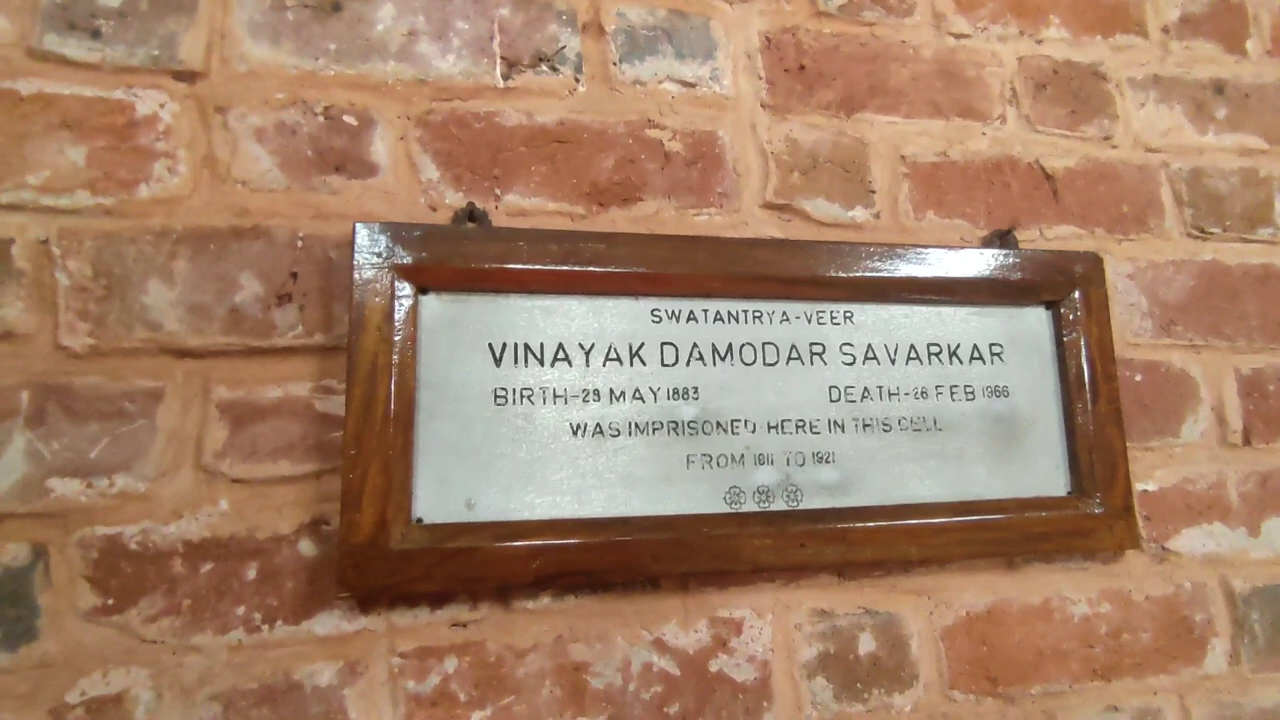 SWATANTRYA-VEER
VINAYAK DAMODAR SAVARKAR
BIRTH-28 MAY 1883 DEATH-26 FEB 1966
WAS IMPRISONED HERE IN THIS CELL
FROM 1911 TO 1921